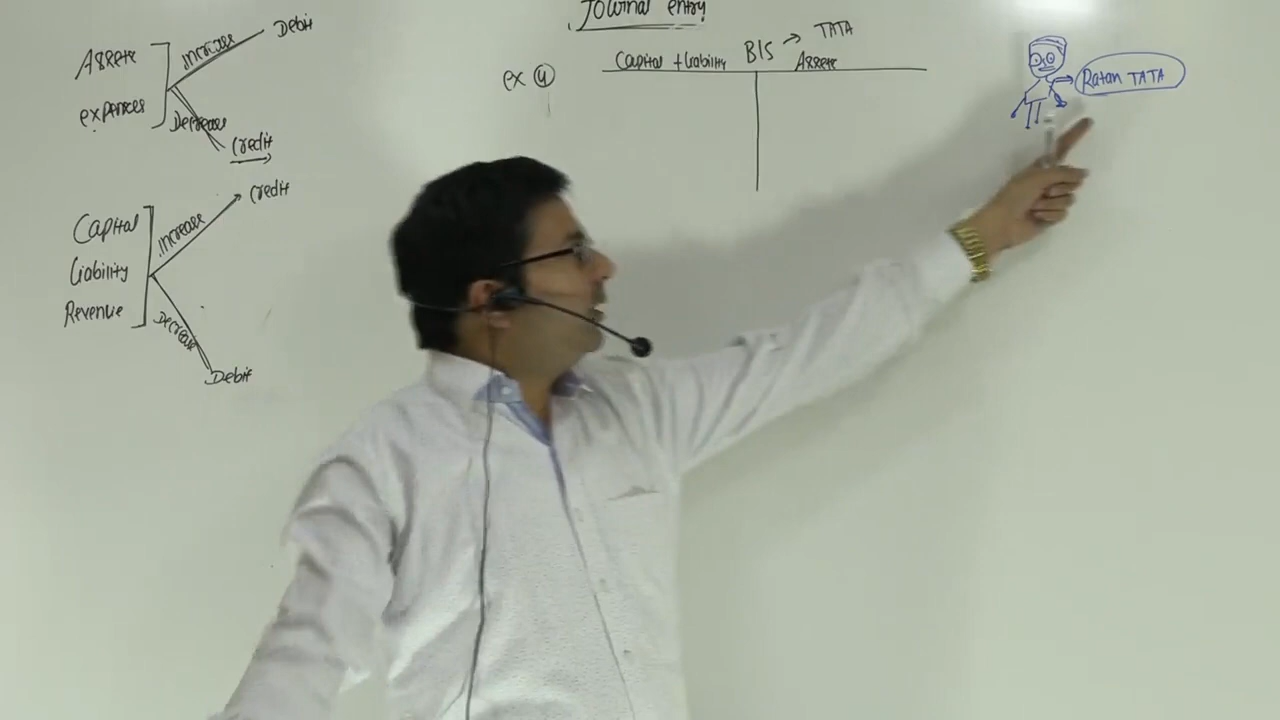 Journal entry
Assets
expenses
increase
Debit
Decrease
Credit
Capital
liability
Revenue
increase
Credit
Decrease
Debit
ex 4
B/S → TATA
Capital + liability
Assets
Ratan TATA